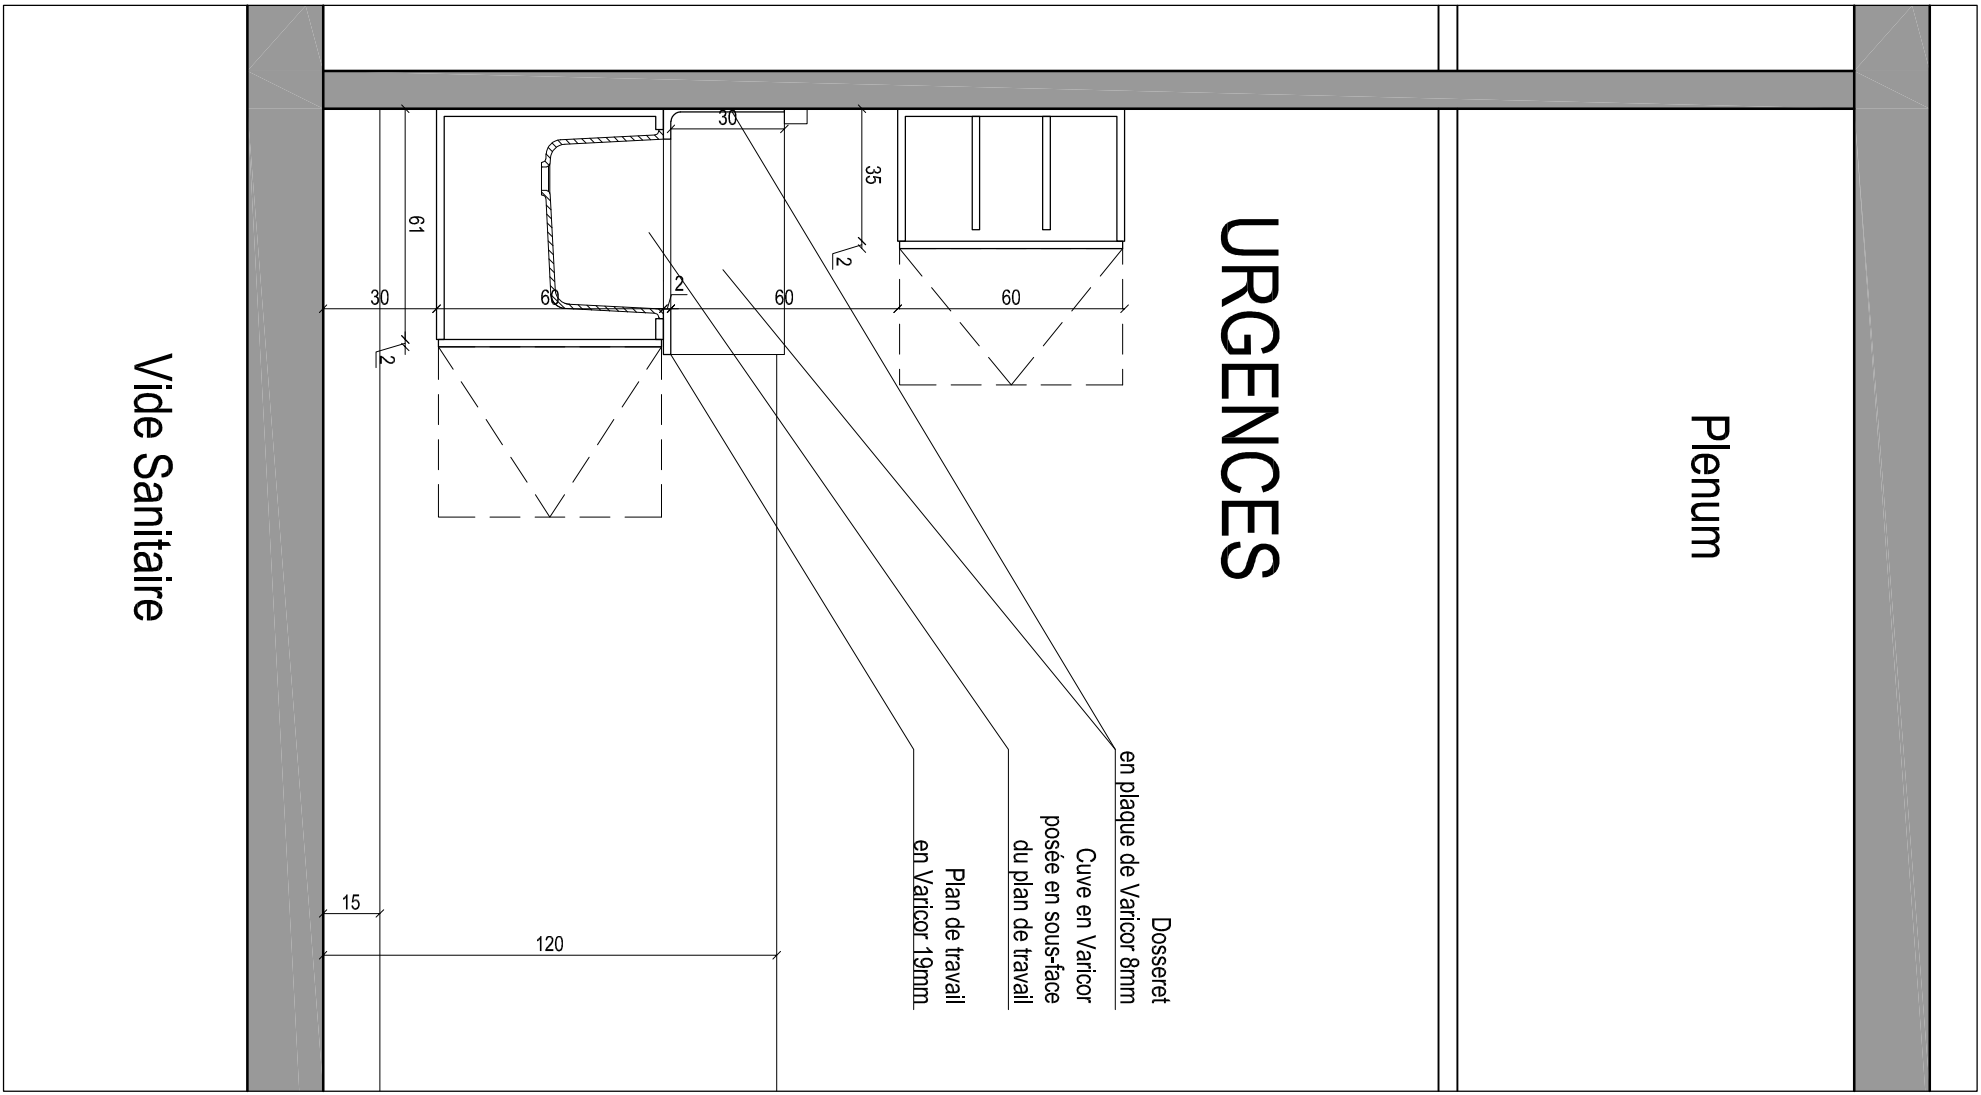 Plenum
URGENCES
Dosseret
en plaque de Varicor 8mm
Cuve en Varicor
posée en sous-face
du plan de travail
Plan de travail
en Varicor 19mm
60
60
2
60
30
35
2
30
61
2
120
15
Vide Sanitaire